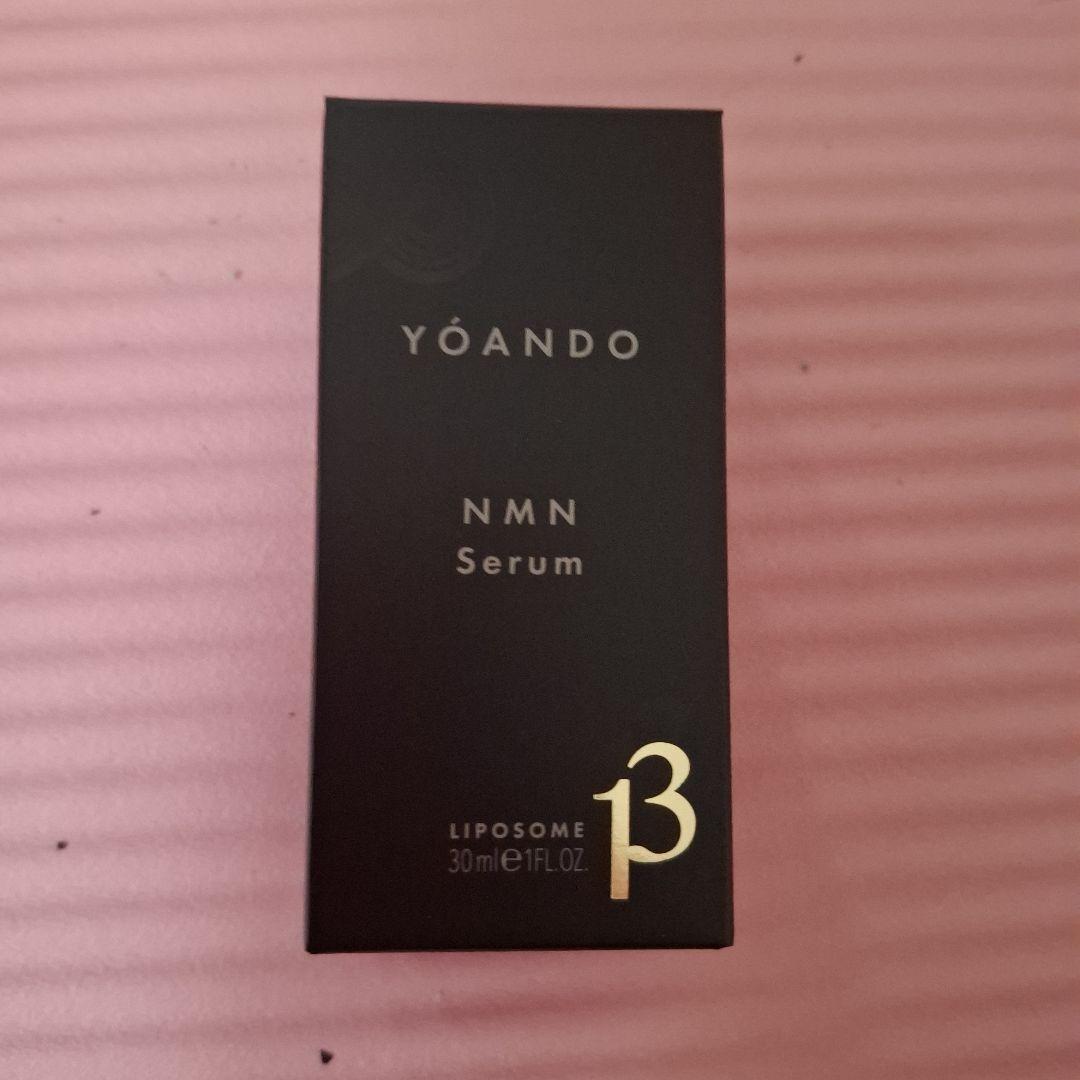 YÓANDO
NMN
Serum
LIPOSOME
30ml℮1FL.OZ.
13